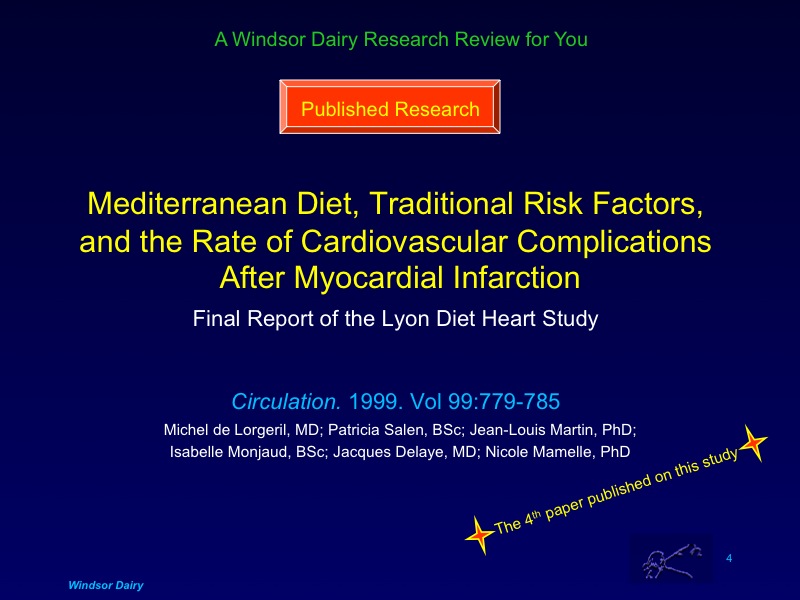 A Windsor Dairy Research Review for You
Published Research
Mediterranean Diet, Traditional Risk Factors,
and the Rate of Cardiovascular Complications
After Myocardial Infarction
Final Report of the Lyon Diet Heart Study
Circulation. 1999. Vol 99:779-785
Michel de Lorgeril, MD; Patricia Salen, BSc; Jean-Louis Martin, PhD;
Isabelle Monjaud, BSc; Jacques Delaye, MD; Nicole Mamelle, PhD
The 4th paper published on this study
4
Windsor Dairy